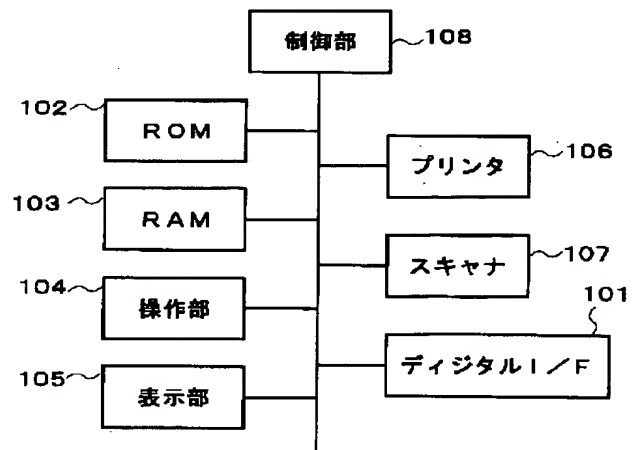 制御部
108
102
ROM
プリンタ
106
103
RAM
スキャナ
107
104
操作部
101
ディジタルI／F
105
表示部